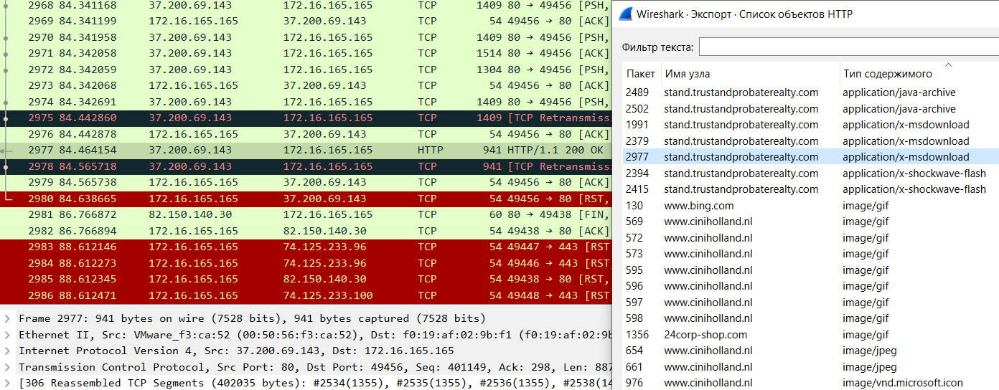 2968 84.341168 37.200.69.143 172.16.165.165 TCP 1409 80 → 49456 [PSH,
2969 84.341199 172.16.165.165 37.200.69.143 TCP 54 49456 → 80 [ACK]
2970 84.341958 37.200.69.143 172.16.165.165 TCP 1409 80 → 49456 [PSH,
2971 84.342058 37.200.69.143 172.16.165.165 TCP 1514 80 → 49456 [ACK]
2972 84.342059 37.200.69.143 172.16.165.165 TCP 1304 80 → 49456 [PSH,
2973 84.342068 172.16.165.165 37.200.69.143 TCP 54 49456 → 80 [ACK]
2974 84.342691 37.200.69.143 172.16.165.165 TCP 1409 80 → 49456 [PSH,
2975 84.442860 37.200.69.143 172.16.165.165 TCP 1409 [TCP Retransmiss
2976 84.442878 172.16.165.165 37.200.69.143 TCP 54 49456 → 80 [ACK]
2977 84.464154 37.200.69.143 172.16.165.165 HTTP 941 HTTP/1.1 200 OK
2978 84.565718 37.200.69.143 172.16.165.165 TCP 941 [TCP Retransmiss
2979 84.565738 172.16.165.165 37.200.69.143 TCP 54 49456 → 80 [ACK]
2980 84.638665 172.16.165.165 37.200.69.143 TCP 54 49456 → 80 [RST,
2981 86.766872 82.150.140.30 172.16.165.165 TCP 60 80 → 49438 [FIN,
2982 86.766894 172.16.165.165 82.150.140.30 TCP 54 49438 → 80 [ACK]
2983 88.612146 172.16.165.165 74.125.233.96 TCP 54 49447 → 443 [RST
2984 88.612273 172.16.165.165 74.125.233.96 TCP 54 49446 → 443 [RST
2985 88.612345 172.16.165.165 82.150.140.30 TCP 54 49438 → 80 [RST,
2986 88.612471 172.16.165.165 74.125.233.100 TCP 54 49448 → 443 [RST
Frame 2977: 941 bytes on wire (7528 bits), 941 bytes captured (7528 bits)
Ethernet II, Src: VMware_f3:ca:52 (00:50:56:f3:ca:52), Dst: f0:19:af:02:9b:f1 (f0:19:af:02:9b
Internet Protocol Version 4, Src: 37.200.69.143, Dst: 172.16.165.165
Transmission Control Protocol, Src Port: 80, Dst Port: 49456, Seq: 401149, Ack: 298, Len: 887
[306 Reassembled TCP Segments (402035 bytes): #2534(1355), #2535(1355), #2536(1355), #2538(14
Wireshark · Экспорт · Список объектов HTTP
Фильтр текста:
Пакет Имя узла Тип содержимого
2489 stand.trustandprobaterealty.com application/java-archive
2502 stand.trustandprobaterealty.com application/java-archive
1991 stand.trustandprobaterealty.com application/x-msdownload
2379 stand.trustandprobaterealty.com application/x-msdownload
2977 stand.trustandprobaterealty.com application/x-msdownload
2394 stand.trustandprobaterealty.com application/x-shockwave-flash
2415 stand.trustandprobaterealty.com application/x-shockwave-flash
130 www.bing.com image/gif
569 www.ciniholland.nl image/gif
572 www.ciniholland.nl image/gif
573 www.ciniholland.nl image/gif
595 www.ciniholland.nl image/gif
596 www.ciniholland.nl image/gif
597 www.ciniholland.nl image/gif
598 www.ciniholland.nl image/gif
1356 24corp-shop.com image/gif
654 www.ciniholland.nl image/jpeg
661 www.ciniholland.nl image/jpeg
976 www.ciniholland.nl image/vnd.microsoft.icon